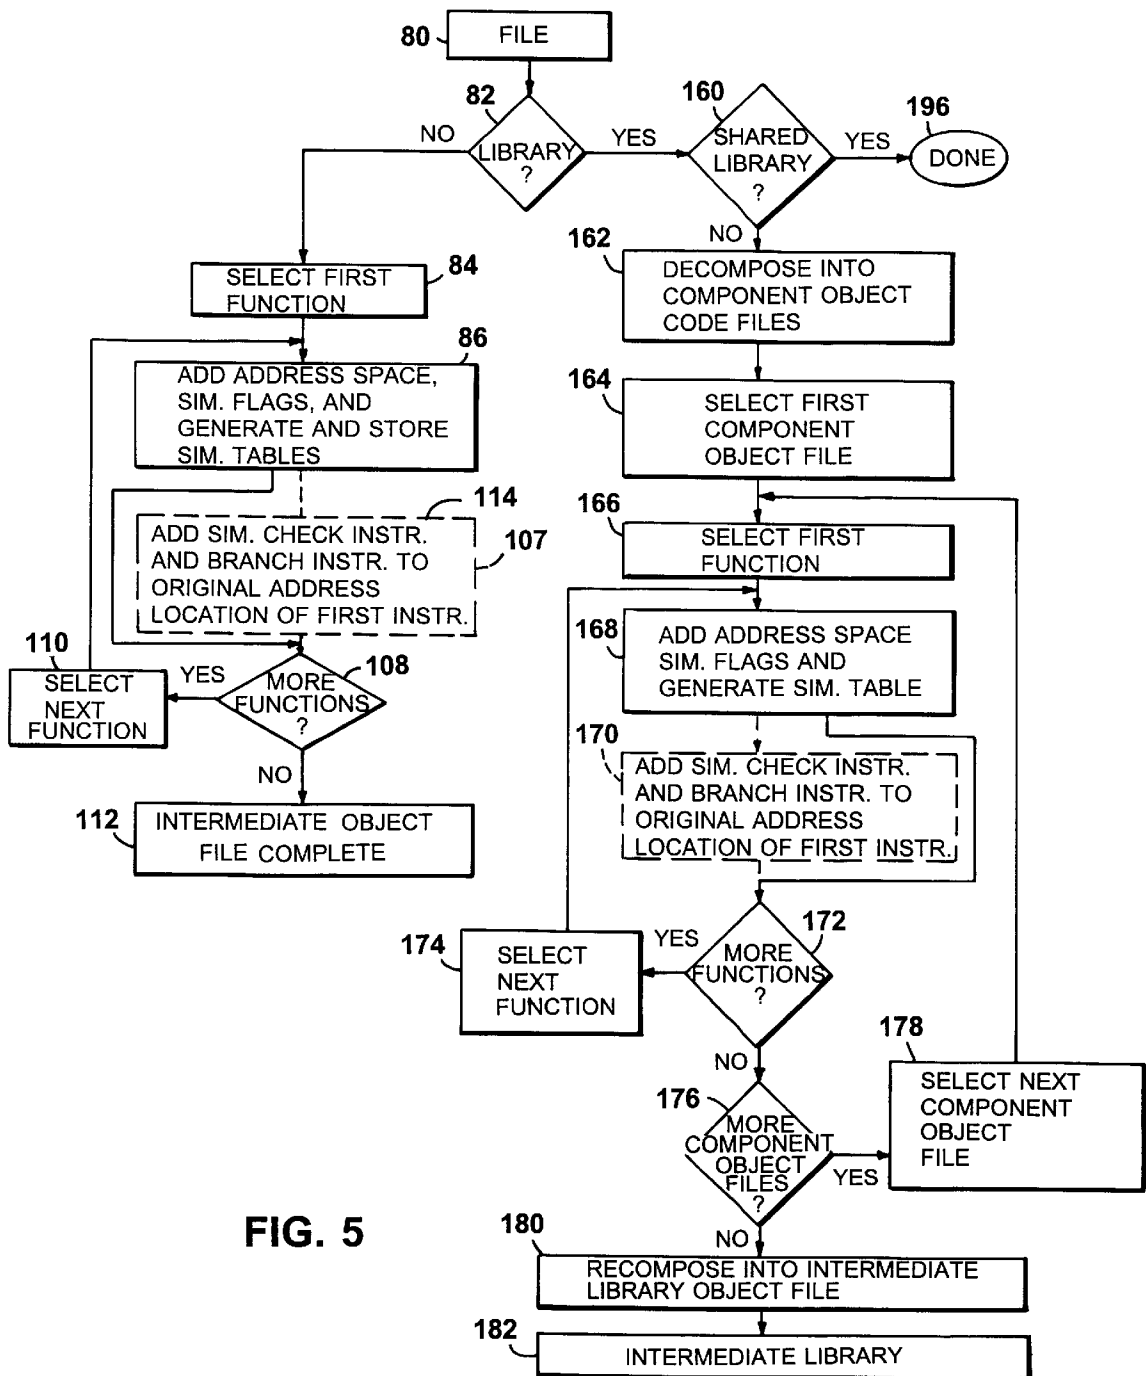 80
FILE
82
LIBRARY
?
NO
YES
160
SHARED
LIBRARY
?
YES
196
DONE
NO
84
SELECT FIRST
FUNCTION
86
ADD ADDRESS SPACE,
SIM. FLAGS, AND
GENERATE AND STORE
SIM. TABLES
114
107
ADD SIM. CHECK INSTR.
AND BRANCH INSTR. TO
ORIGINAL ADDRESS
LOCATION OF FIRST INSTR.
108
MORE
FUNCTIONS
?
YES
110
SELECT
NEXT
FUNCTION
NO
112
INTERMEDIATE OBJECT
FILE COMPLETE
162
DECOMPOSE INTO
COMPONENT OBJECT
CODE FILES
164
SELECT FIRST
COMPONENT
OBJECT FILE
166
SELECT FIRST
FUNCTION
168
ADD ADDRESS SPACE
SIM. FLAGS AND
GENERATE SIM. TABLE
170
ADD SIM. CHECK INSTR.
AND BRANCH INSTR. TO
ORIGINAL ADDRESS
LOCATION OF FIRST INSTR.
172
MORE
FUNCTIONS
?
YES
174
SELECT
NEXT
FUNCTION
NO
176
MORE
COMPONENT
OBJECT
FILES
?
YES
178
SELECT NEXT
COMPONENT
OBJECT
FILE
NO
180
RECOMPOSE INTO INTERMEDIATE
LIBRARY OBJECT FILE
182
INTERMEDIATE LIBRARY
FIG. 5